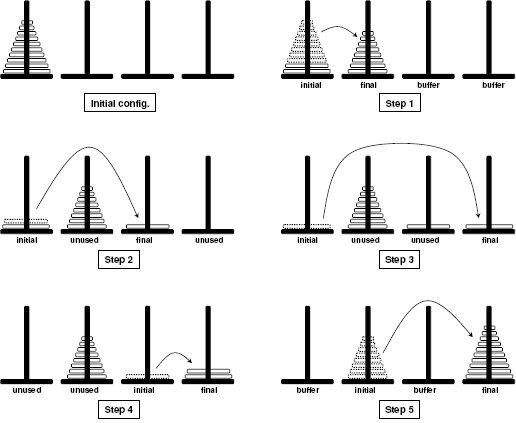 Initial config.
initial final buffer buffer
Step 1
initial unused final unused
Step 2
initial unused unused final
Step 3
unused unused initial final
Step 4
buffer initial buffer final
Step 5